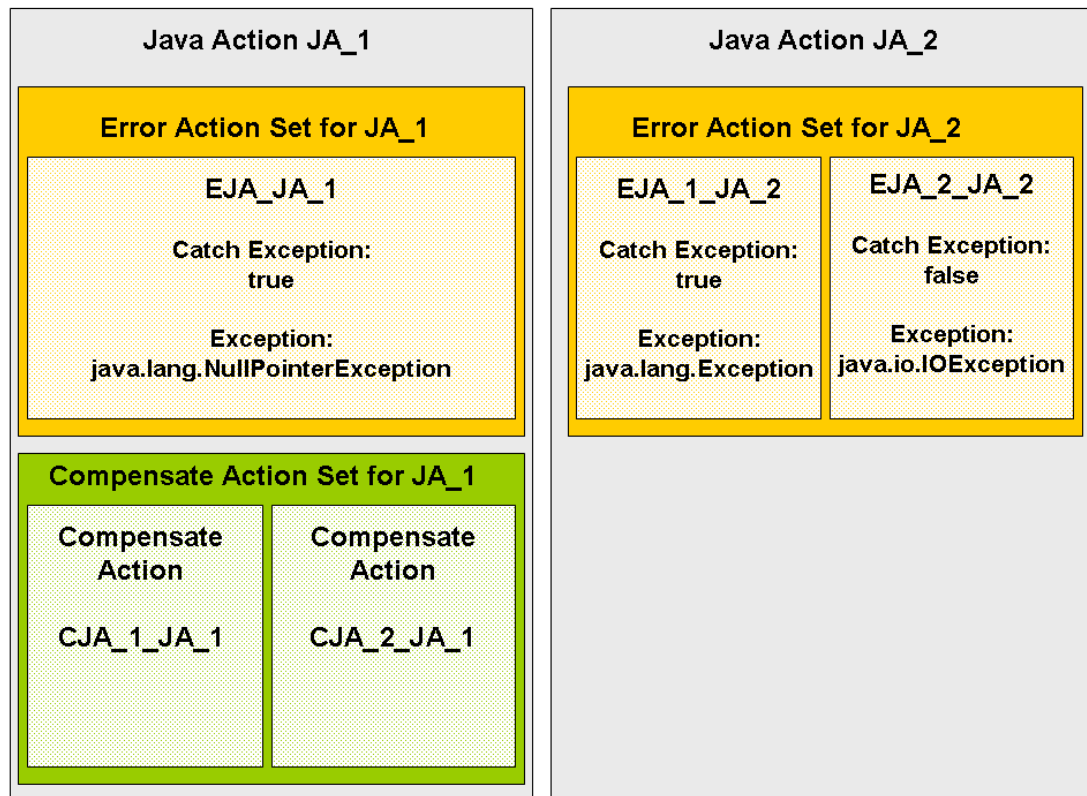 Java Action JA_1
Error Action Set for JA_1
EJA_JA_1
Catch Exception:
true
Exception:
java.lang.NullPointerException
Compensate Action Set for JA_1
Compensate
Action
CJA_1_JA_1
Compensate
Action
CJA_2_JA_1
Java Action JA_2
Error Action Set for JA_2
EJA_1_JA_2
Catch Exception:
true
Exception:
java.lang.Exception
EJA_2_JA_2
Catch Exception:
false
Exception:
java.io.IOException